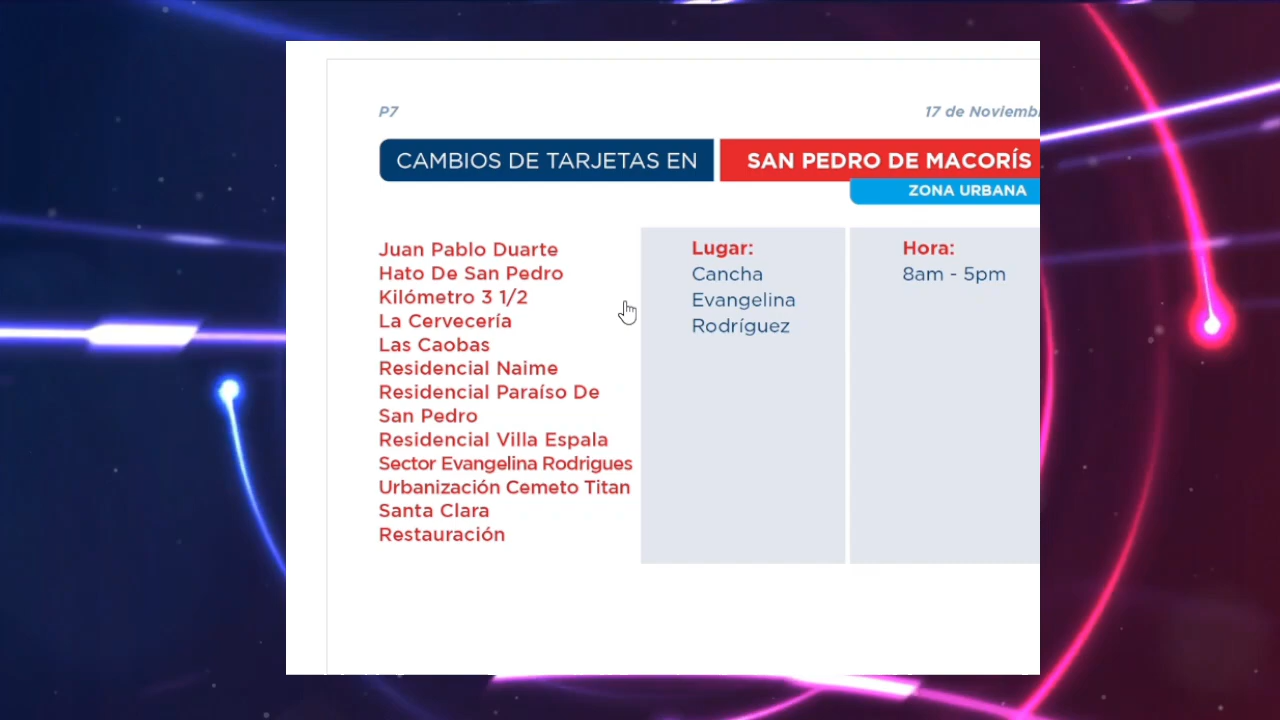 P7
17 de Noviemb
CAMBIOS DE TARJETAS EN
SAN PEDRO DE MACORÍS
ZONA URBANA
Juan Pablo Duarte
Hato De San Pedro
Kilómetro 3 1/2
La Cervecería
Las Caobas
Residencial Naime
Residencial Paraíso De
San Pedro
Residencial Villa Espala
Sector Evangelina Rodrigues
Urbanización Cemeto Titan
Santa Clara
Restauración
Lugar:
Cancha
Evangelina
Rodríguez
Hora:
8am - 5pm